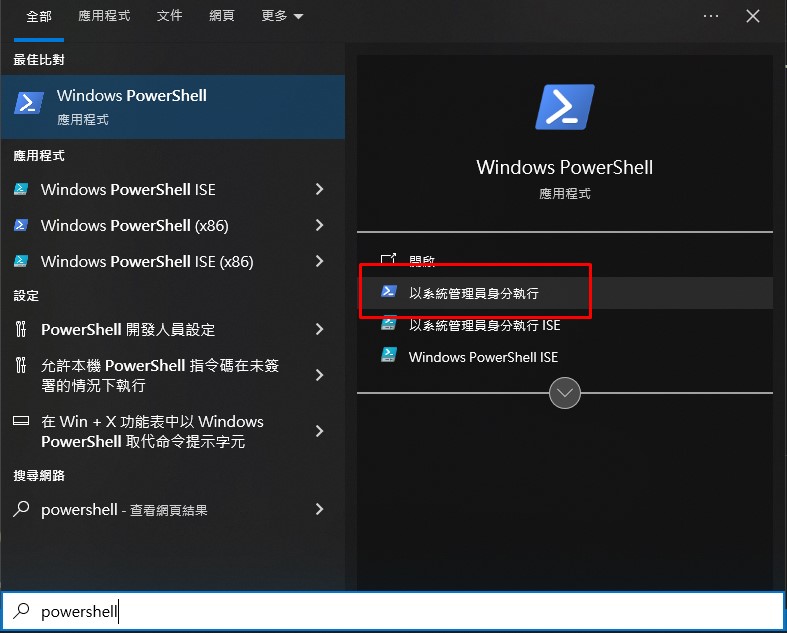 全部 應用程式 文件 網頁 更多
最佳比對
Windows PowerShell
應用程式
應用程式
Windows PowerShell ISE
Windows PowerShell (x86)
Windows PowerShell ISE (x86)
設定
PowerShell 開發人員設定
允許本機 PowerShell 指令碼在未簽
署的情況下執行
在 Win + X 功能表中以 Windows
PowerShell 取代命令提示字元
搜尋網路
powershell - 查看網頁結果
Windows PowerShell
應用程式
開啟
以系統管理員身分執行
以系統管理員身分執行 ISE
Windows PowerShell ISE
powershell